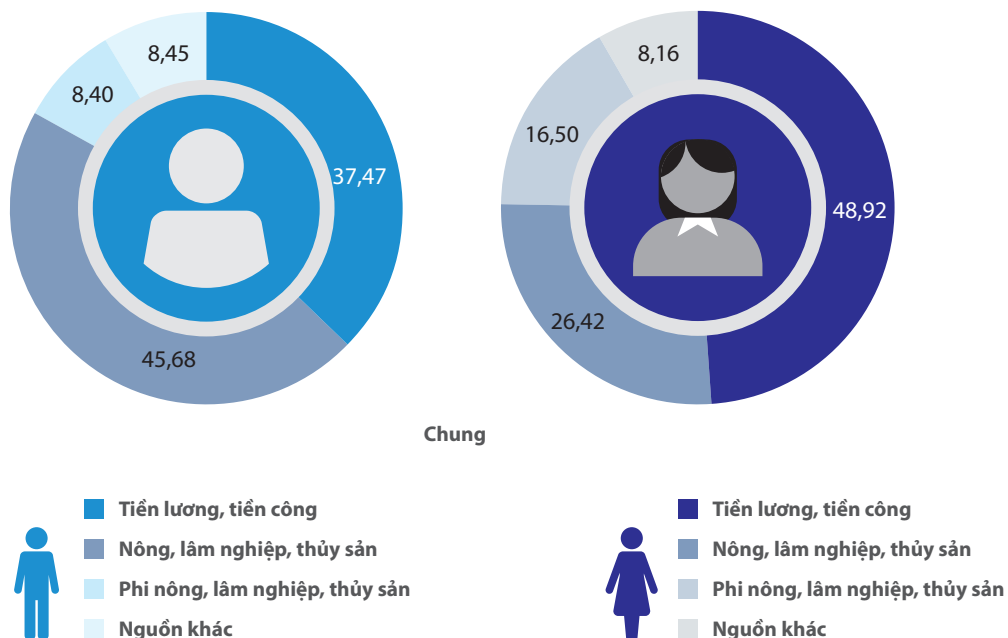 8,45
8,40
37,47
45,68
8,16
16,50
48,92
26,42
Chung
Tiền lương, tiền công
Nông, lâm nghiệp, thủy sản
Phi nông, lâm nghiệp, thủy sản
Nguồn khác
Tiền lương, tiền công
Nông, lâm nghiệp, thủy sản
Phi nông, lâm nghiệp, thủy sản
Nguồn khác